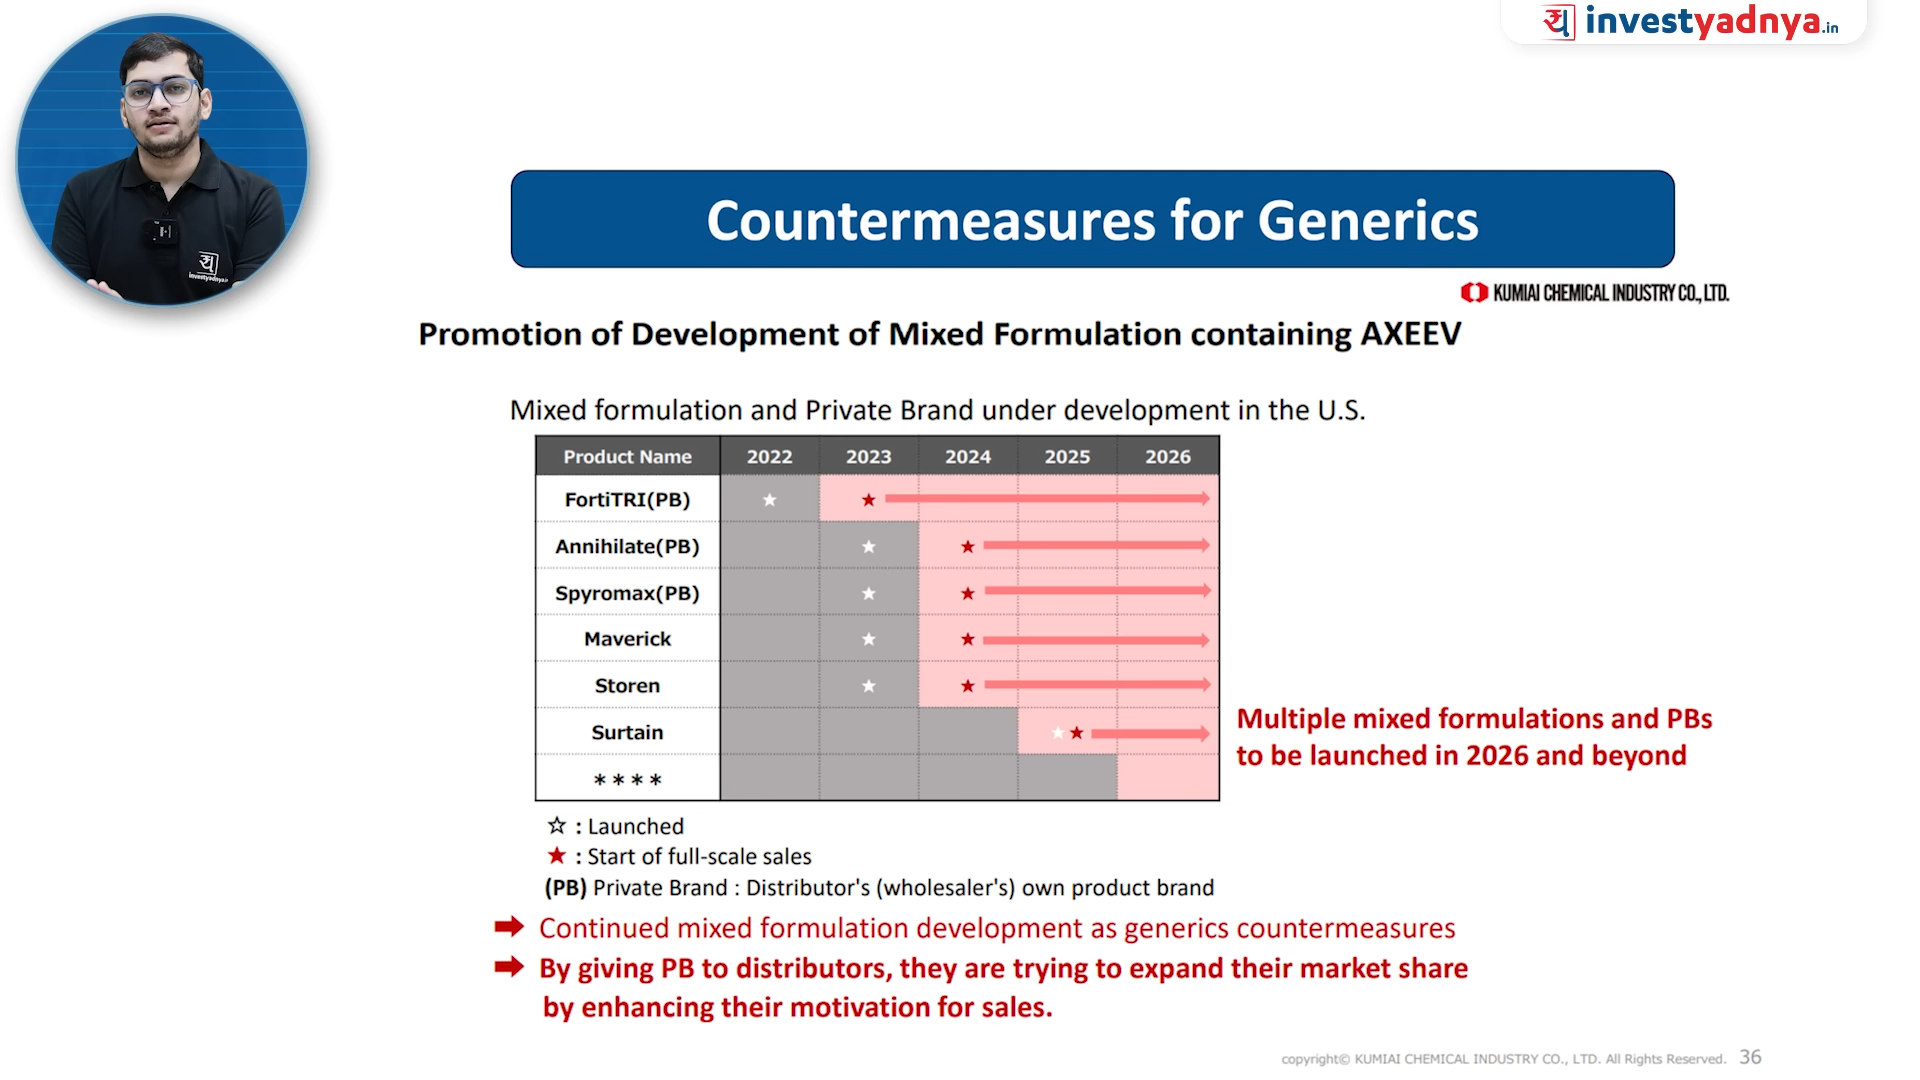 investyadnya.in
investyadnya.in
Countermeasures for Generics
KUMIAI CHEMICAL INDUSTRY CO., LTD.
Promotion of Development of Mixed Formulation containing AXEEV
Mixed formulation and Private Brand under development in the U.S.
Product Name 2022 2023 2024 2025 2026
FortiTRI(PB)
Annihilate(PB)
Spyromax(PB)
Maverick
Storen
Surtain
****
Multiple mixed formulations and PBs
to be launched in 2026 and beyond
☆ : Launched
★ : Start of full-scale sales
(PB) Private Brand : Distributor's (wholesaler's) own product brand
➡ Continued mixed formulation development as generics countermeasures
➡ By giving PB to distributors, they are trying to expand their market share
by enhancing their motivation for sales.
copyright© KUMIAI CHEMICAL INDUSTRY CO., LTD. All Rights Reserved. 36